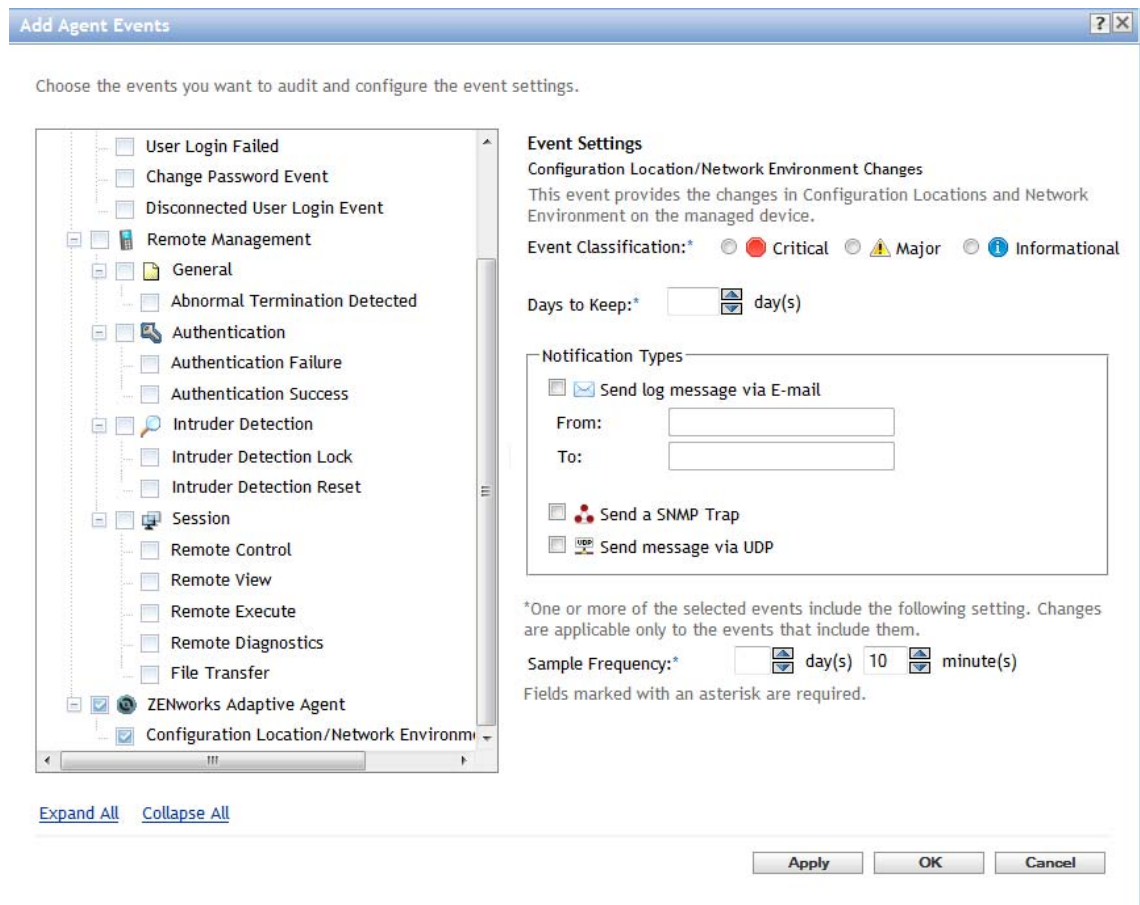 Add Agent Events
?
Choose the events you want to audit and configure the event settings.
User Login Failed
Change Password Event
Disconnected User Login Event
Remote Management
General
Abnormal Termination Detected
Authentication
Authentication Failure
Authentication Success
Intruder Detection
Intruder Detection Lock
Intruder Detection Reset
Session
Remote Control
Remote View
Remote Execute
Remote Diagnostics
File Transfer
ZENworks Adaptive Agent
Configuration Location/Network Environm
Expand All Collapse All
Event Settings
Configuration Location/Network Environment Changes
This event provides the changes in Configuration Locations and Network
Environment on the managed device.
Event Classification:* Critical Major Informational
Days to Keep:* day(s)
Notification Types
Send log message via E-mail
From:
To:
Send a SNMP Trap
UDP Send message via UDP
*One or more of the selected events include the following setting. Changes
are applicable only to the events that include them.
Sample Frequency:* day(s) 10 minute(s)
Fields marked with an asterisk are required.
Apply OK Cancel